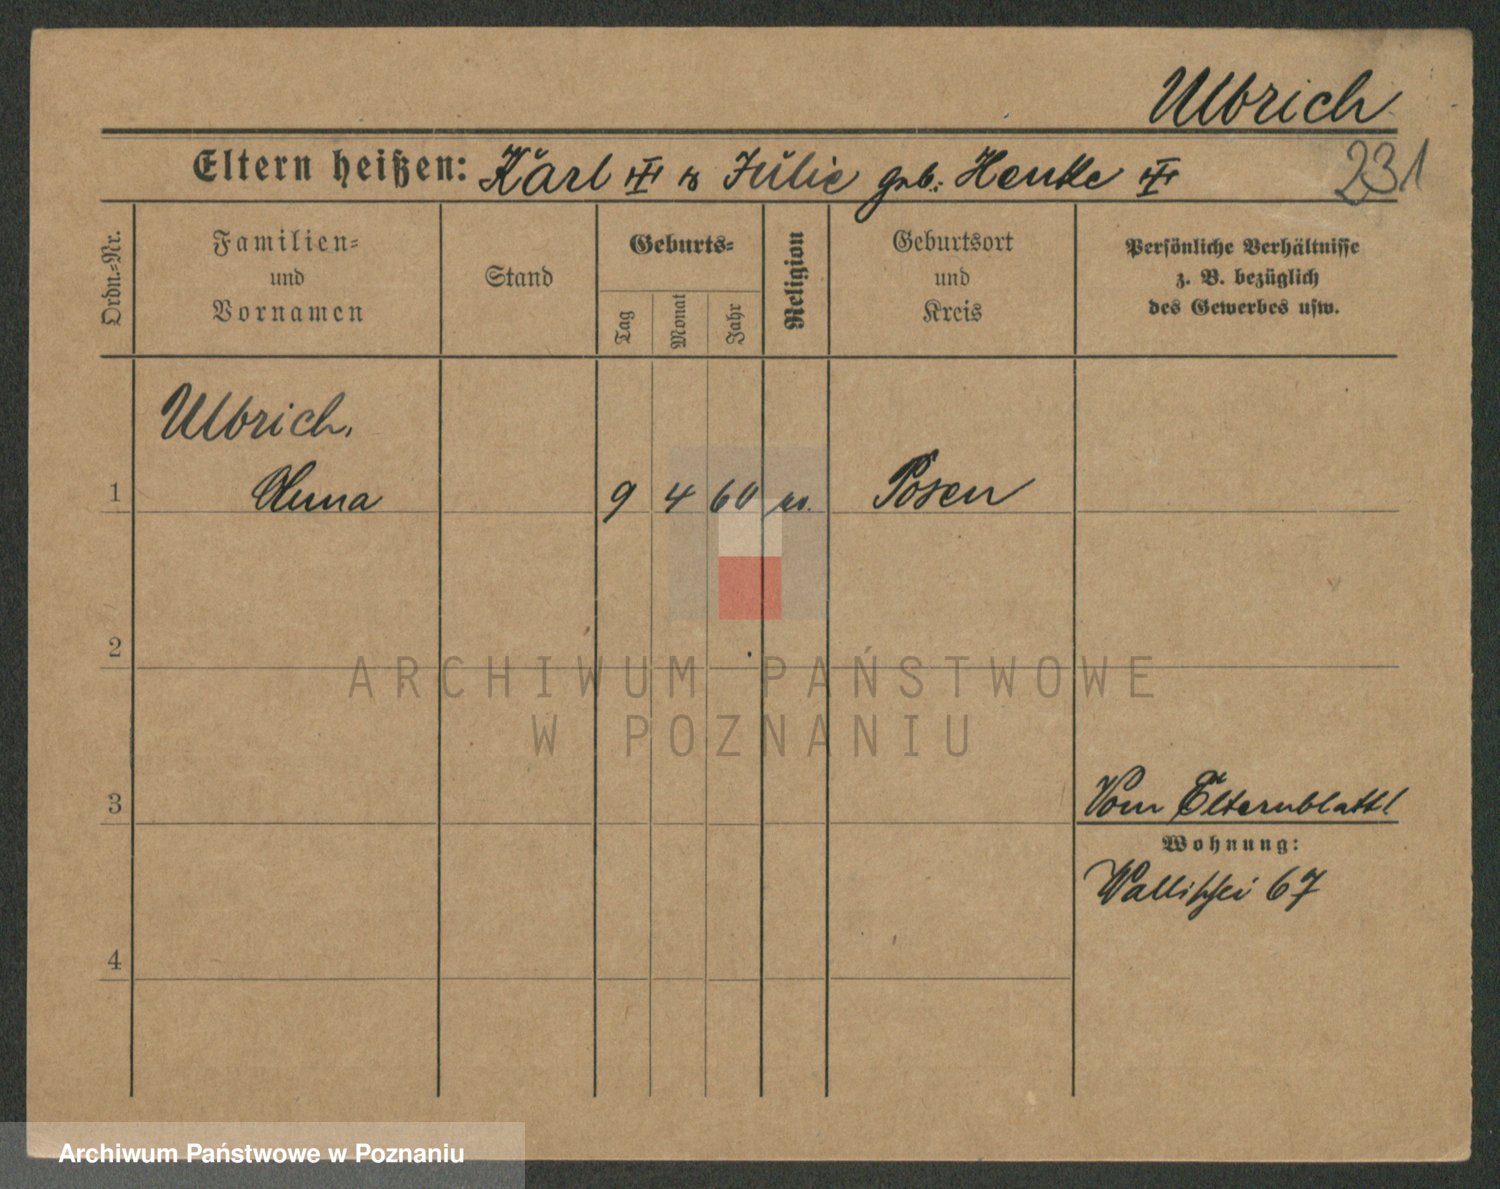 Ulbrich
Eltern heißen: Karl ‡ u Julie geb. Henke ‡
231
Ordn.=Nr.
Familien=
und
Vornamen
Stand
Geburts=
Tag
Monat
Jahr
Religion
Geburtsort
und
Kreis
Persönliche Verhältnisse
z. B. bezüglich
des Gewerbes usw.
Ulbrich,
1 Anna 9 4 60 Posen
2
ARCHIWUM PAŃSTWOWE
W POZNANIU
3 Vom Elternblatt
Wohnung:
Wallischei 67
4
Archiwum Państwowe w Poznaniu